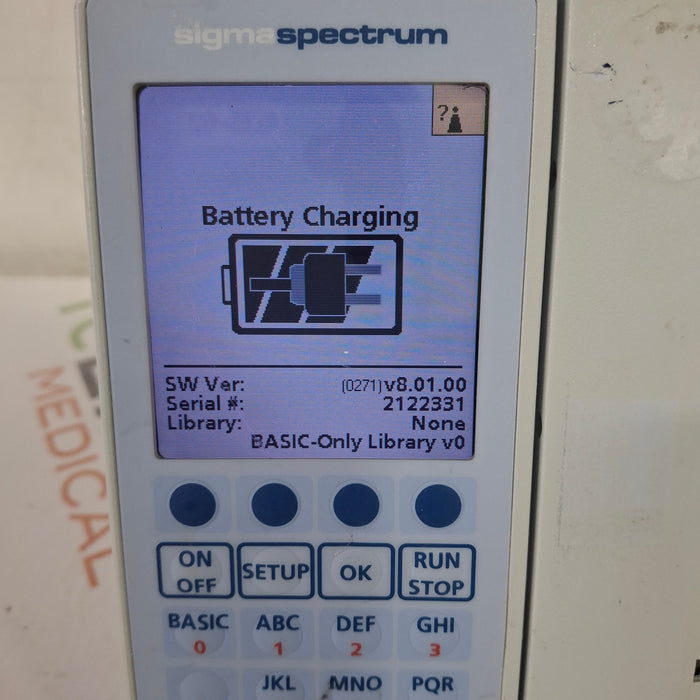 sigmaspectrum
?
Battery Charging
SW Ver: (0271)v8.01.00
Serial #: 2122331
Library: None
BASIC-Only Library v0
ON OFF
SETUP
OK
RUN STOP
BASIC ABC DEF GHI
0 1 2 3
JKL MNO PQR
MEDICAL